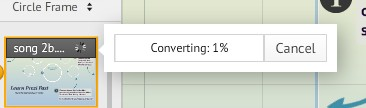 Circle Frame
song 2b....
Converting: 1%
Cancel
Learn Prezi Fast